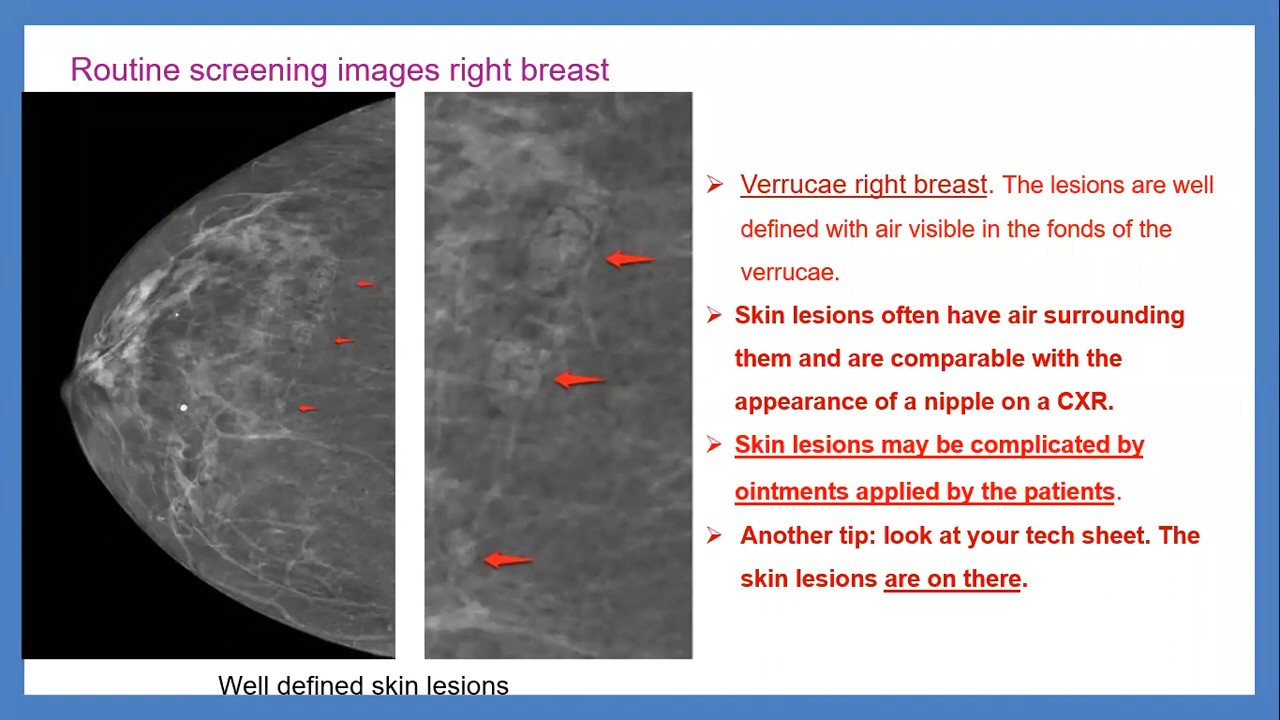 Routine screening images right breast
➢ Verrucae right breast. The lesions are well
defined with air visible in the fonds of the
verrucae.
➢ Skin lesions often have air surrounding
them and are comparable with the
appearance of a nipple on a CXR.
➢ Skin lesions may be complicated by
ointments applied by the patients.
➢ Another tip: look at your tech sheet. The
skin lesions are on there.
Well defined skin lesions